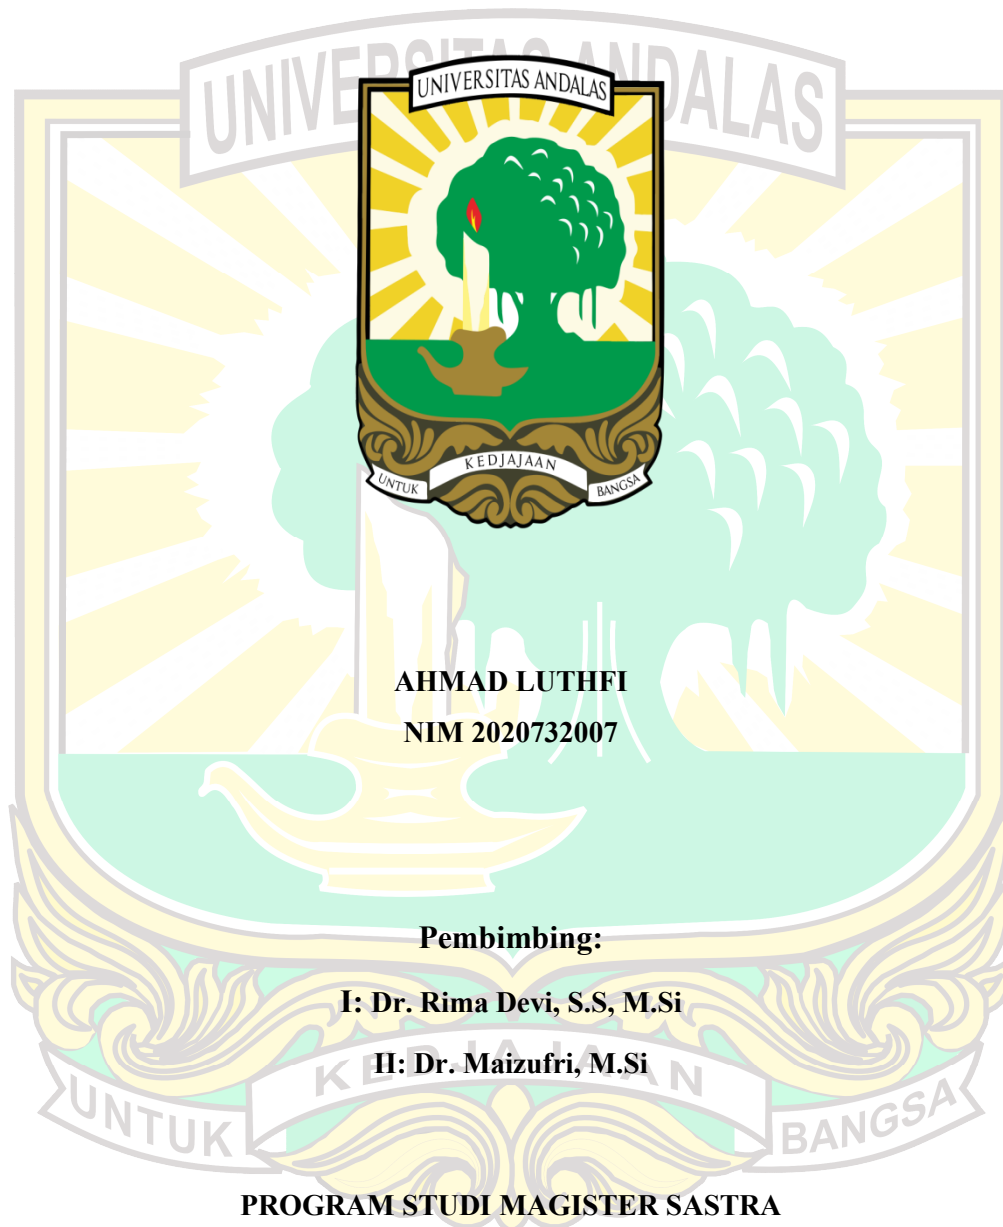 UNIVERSITAS ANDALAS
UNIVERSITAS ANDALAS
UNTUK KEDJAJAAN BANGSA
AHMAD LUTHFI
NIM 2020732007
Pembimbing:
I: Dr. Rima Devi, S.S, M.Si
II: Dr. Maizufri, M.Si
UNTUK KEDJAJAAN BANGSA
PROGRAM STUDI MAGISTER SASTRA